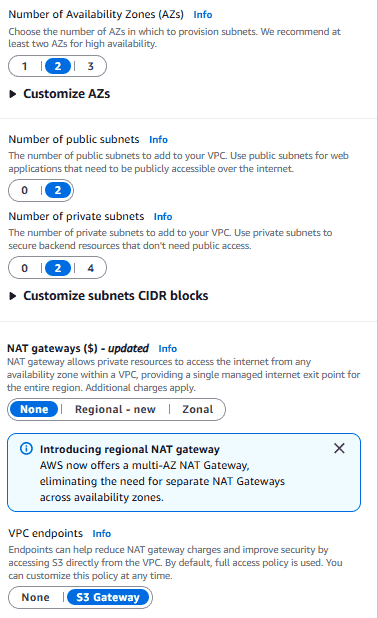 Number of Availability Zones (AZs) Info
Choose the number of AZs in which to provision subnets. We recommend at
least two AZs for high availability.
1 | 2 | 3
Customize AZs
Number of public subnets Info
The number of public subnets to add to your VPC. Use public subnets for web
applications that need to be publicly accessible over the internet.
0 | 2
Number of private subnets Info
The number of private subnets to add to your VPC. Use private subnets to
secure backend resources that don't need public access.
0 | 2 | 4
Customize subnets CIDR blocks
NAT gateways ($) - updated Info
NAT gateway allows private resources to access the internet from any
availability zone within a VPC, providing a single managed internet exit point for
the entire region. Additional charges apply.
None | Regional - new | Zonal
Introducing regional NAT gateway
AWS now offers a multi-AZ NAT Gateway,
eliminating the need for separate NAT Gateways
across availability zones.
VPC endpoints Info
Endpoints can help reduce NAT gateway charges and improve security by
accessing S3 directly from the VPC. By default, full access policy is used. You
can customize this policy at any time.
None | S3 Gateway